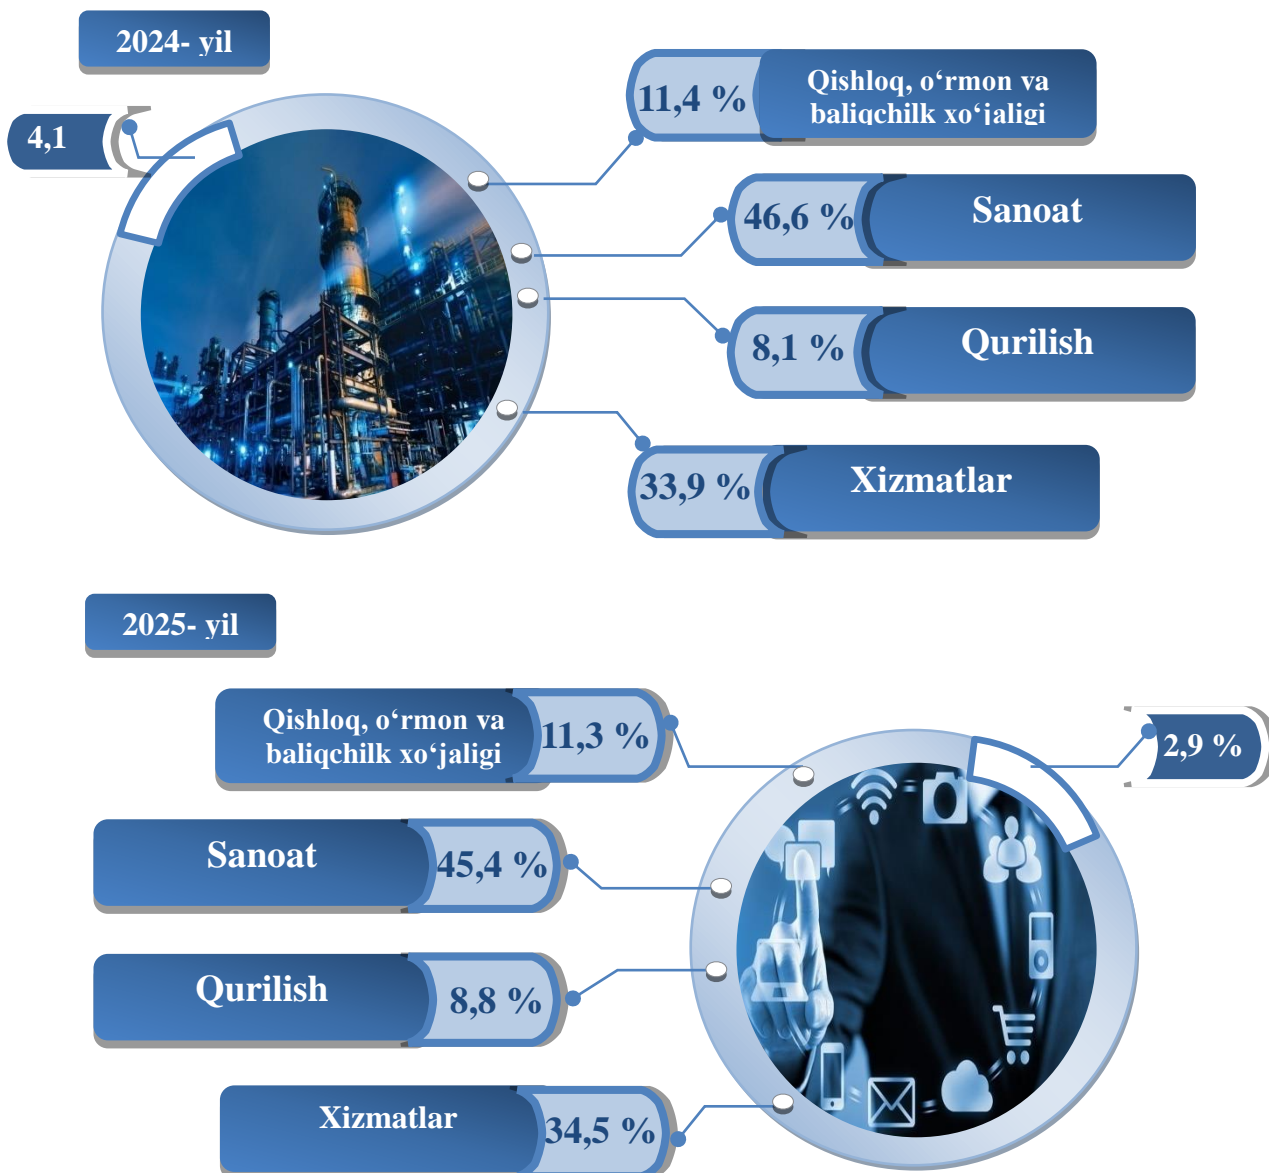 2024- yil
4,1
11,4 %
Qishloq, o‘rmon va
baliqchilk xo‘jaligi
46,6 %
Sanoat
8,1 %
Qurilish
33,9 %
Xizmatlar
2025- yil
Qishloq, o‘rmon va
baliqchilk xo‘jaligi
11,3 %
2,9 %
Sanoat
45,4 %
Qurilish
8,8 %
Xizmatlar
34,5 %